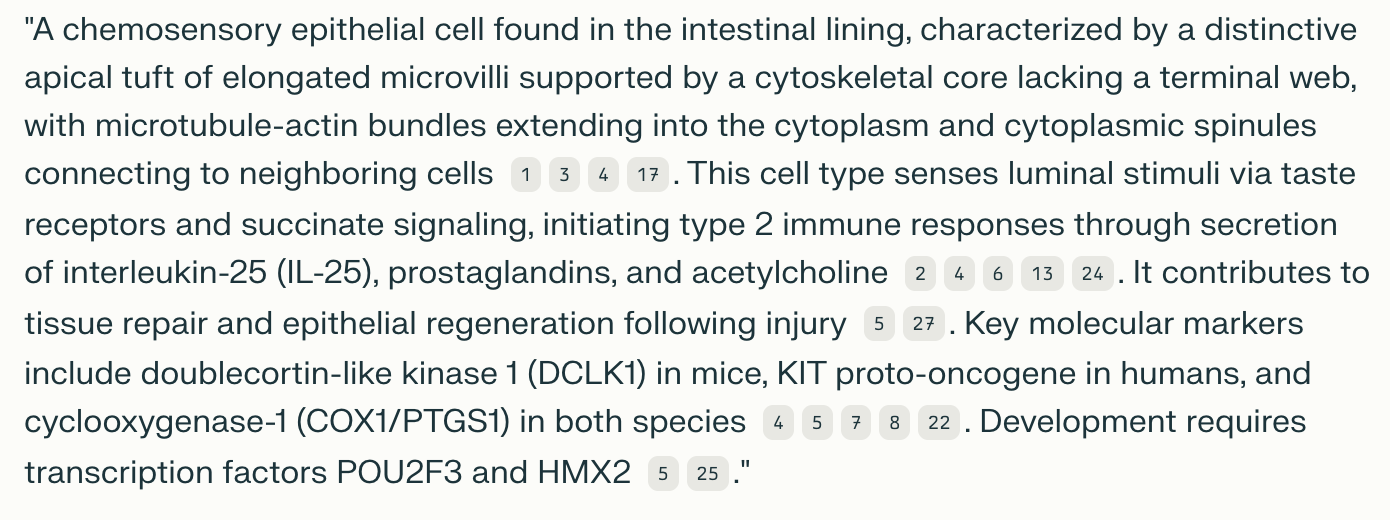 "A chemosensory epithelial cell found in the intestinal lining, characterized by a distinctive
apical tuft of elongated microvilli supported by a cytoskeletal core lacking a terminal web,
with microtubule-actin bundles extending into the cytoplasm and cytoplasmic spinules
connecting to neighboring cells 1 3 4 17 . This cell type senses luminal stimuli via taste
receptors and succinate signaling, initiating type 2 immune responses through secretion
of interleukin-25 (IL-25), prostaglandins, and acetylcholine 2 4 6 13 24 . It contributes to
tissue repair and epithelial regeneration following injury 5 27 . Key molecular markers
include doublecortin-like kinase 1 (DCLK1) in mice, KIT proto-oncogene in humans, and
cyclooxygenase-1 (COX1/PTGS1) in both species 4 5 7 8 22 . Development requires
transcription factors POU2F3 and HMX2 5 25 ."